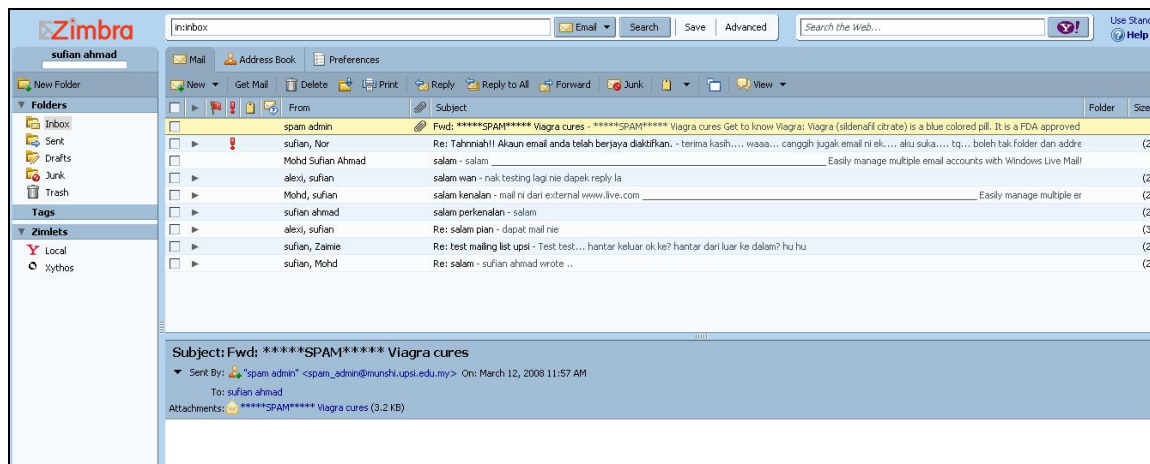 Zimbra
in:inbox
Email
Search
Save
Advanced
Search the Web...
Y!
Use Stand
Help
sufian ahmad
Mail
Address Book
Preferences
New Folder
New
Get Mail
Delete
Print
Reply
Reply to All
Forward
Junk
View
Folders
Inbox
Sent
Drafts
Junk
Trash
Tags
Zimlets
Local
Xythos
From
Subject
Folder
Size
spam admin Fwd: *****SPAM***** Viagra cures - *****SPAM***** Viagra cures Get to know Viagra: Viagra (sildenafil citrate) is a blue colored pill. It is a FDA approved
sufian, Nor Re: Tahnniah!! Akaun email anda telah berjaya diaktifkan. - terima kasih.... waaa... canggih jugak email ni ek.... aku suka.... tq... boleh tak folder dan addre (2
Mohd Sufian Ahmad salam - salam Easily manage multiple email accounts with Windows Live Mail!
alexi, sufian salam wan - nak testing lagi nie dapek reply la (2
Mohd, sufian salam kenalan - mail ni dari external www.live.com Easily manage multiple er (2
sufian ahmad salam perkenalan - salam (2
alexi, sufian Re: salam pian - dapat mail nie (3
sufian, Zaimie Re: test mailing list upsi - Test test... hantar keluar ok ke? hantar dari luar ke dalam? hu hu (2
sufian, Mohd Re: salam - sufian ahmad wrote .. (2
Subject: Fwd: *****SPAM***** Viagra cures
Sent By: "spam admin" <spam_admin@munshi.upsi.edu.my> On: March 12, 2008 11:57 AM
To: sufian ahmad
Attachments: *****SPAM***** Viagra cures (3.2 KB)